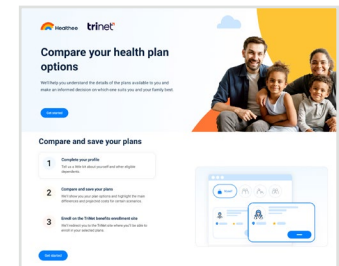 Healthee trinet
Compare your health plan
options
We'll help you understand the details of the plans available to you and
make an informed decision on which one suits you and your family best
Get started
Compare and save your plans
1 Complete your profile
Tell us a little bit about yourself and other eligible
dependents.
2 Compare and save your plans
We'll show you your plan options and highlight the main
differences and projected costs for certain scenarios.
3 Enroll on the TriNet benefits enrollment site
We'll redirect you to the TriNet site where you'll be able to
enroll in your selected plans.
Get started